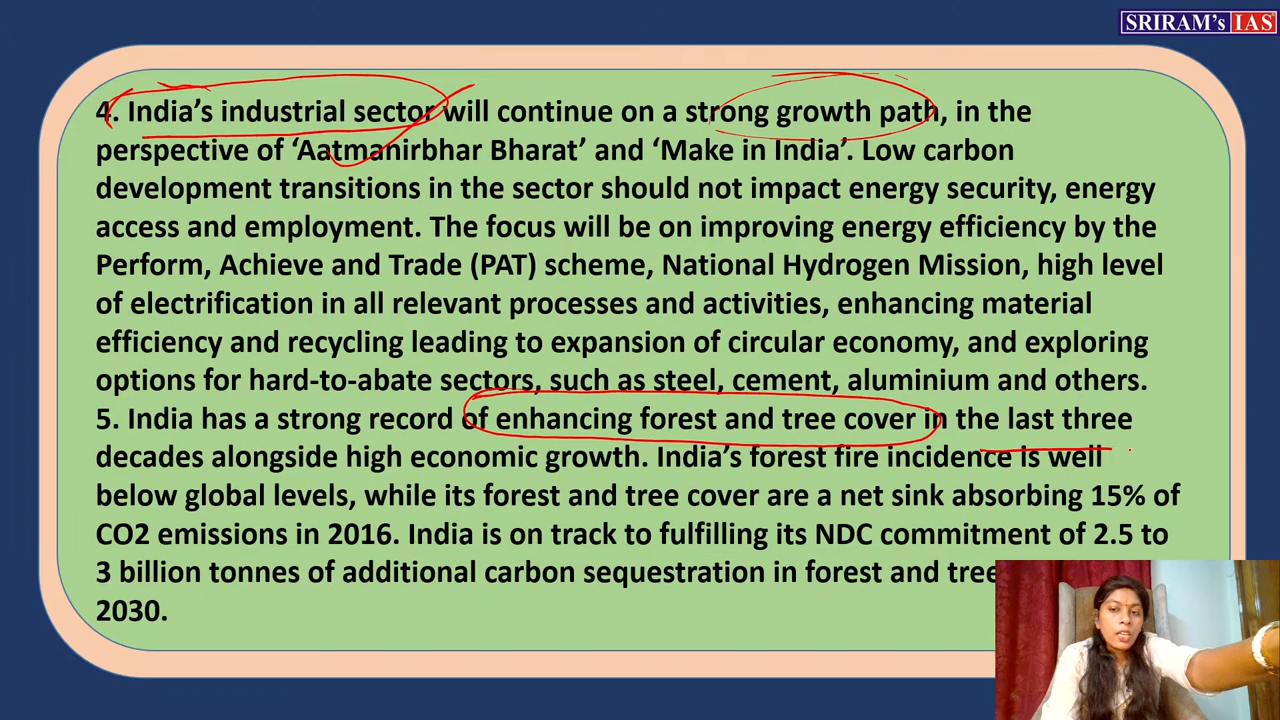 SRIRAM's IAS
4. India's industrial sector will continue on a strong growth path, in the
perspective of 'Aatmanirbhar Bharat' and 'Make in India'. Low carbon
development transitions in the sector should not impact energy security, energy
access and employment. The focus will be on improving energy efficiency by the
Perform, Achieve and Trade (PAT) scheme, National Hydrogen Mission, high level
of electrification in all relevant processes and activities, enhancing material
efficiency and recycling leading to expansion of circular economy, and exploring
options for hard-to-abate sectors, such as steel, cement, aluminium and others.
5. India has a strong record of enhancing forest and tree cover in the last three
decades alongside high economic growth. India's forest fire incidence is well
below global levels, while its forest and tree cover are a net sink absorbing 15% of
CO2 emissions in 2016. India is on track to fulfilling its NDC commitment of 2.5 to
3 billion tonnes of additional carbon sequestration in forest and tree
2030.